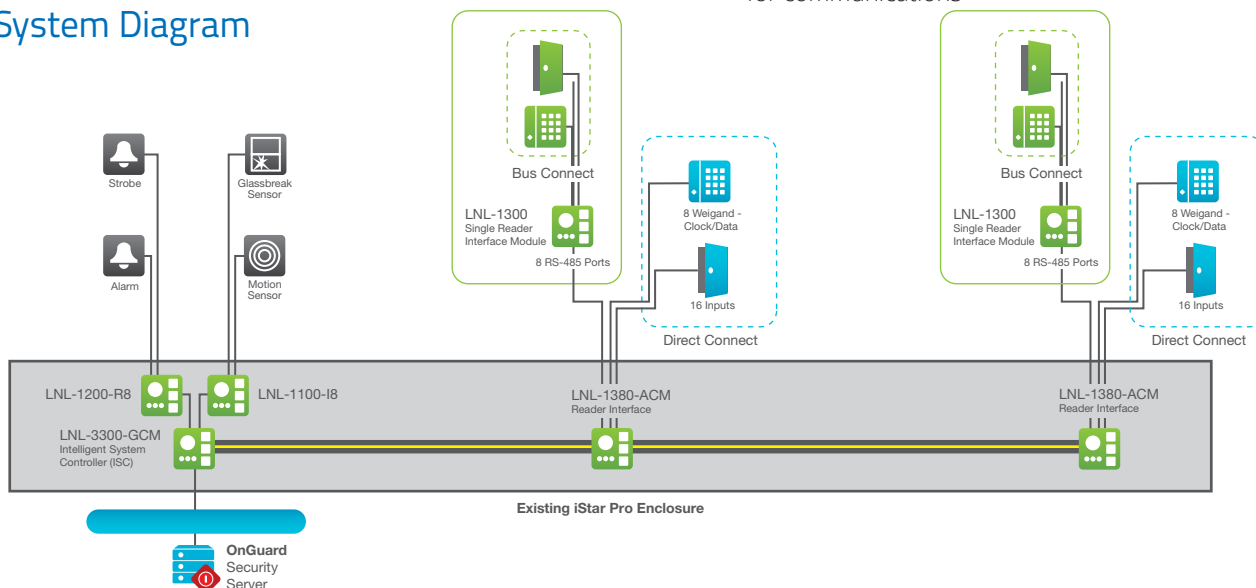 for communications
System Diagram
Strobe
Glassbreak
Sensor
Alarm
Motion
Sensor
Bus Connect
LNL-1300
Single Reader
Interface Module
8 RS-485 Ports
8 Weigand -
Clock/Data
16 Inputs
Direct Connect
Bus Connect
LNL-1300
Single Reader
Interface Module
8 RS-485 Ports
8 Weigand -
Clock/Data
16 Inputs
Direct Connect
LNL-1200-R8
LNL-1100-I8
LNL-3300-GCM
Intelligent System
Controller (ISC)
LNL-1380-ACM
Reader Interface
LNL-1380-ACM
Reader Interface
Existing iStar Pro Enclosure
OnGuard
Security
Server